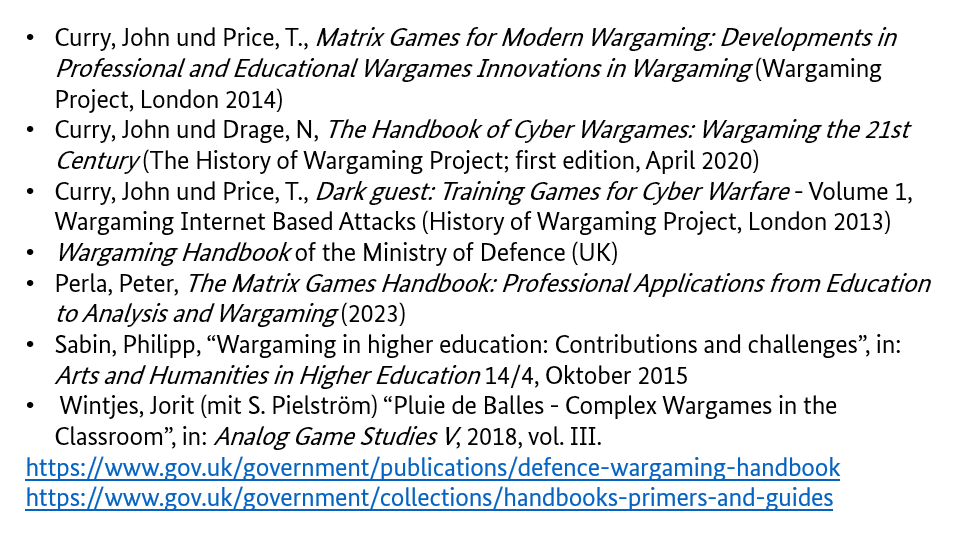 • Curry, John und Price, T., Matrix Games for Modern Wargaming: Developments in
Professional and Educational Wargames Innovations in Wargaming (Wargaming
Project, London 2014)
• Curry, John und Drage, N, The Handbook of Cyber Wargames: Wargaming the 21st
Century (The History of Wargaming Project; first edition, April 2020)
• Curry, John und Price, T., Dark guest: Training Games for Cyber Warfare - Volume 1,
Wargaming Internet Based Attacks (History of Wargaming Project, London 2013)
• Wargaming Handbook of the Ministry of Defence (UK)
• Perla, Peter, The Matrix Games Handbook: Professional Applications from Education
to Analysis and Wargaming (2023)
• Sabin, Philipp, “Wargaming in higher education: Contributions and challenges”, in:
Arts and Humanities in Higher Education 14/4, Oktober 2015
• Wintjes, Jorit (mit S. Pielström) “Pluie de Balles - Complex Wargames in the
Classroom”, in: Analog Game Studies V, 2018, vol. III.
https://www.gov.uk/government/publications/defence-wargaming-handbook
https://www.gov.uk/government/collections/handbooks-primers-and-guides